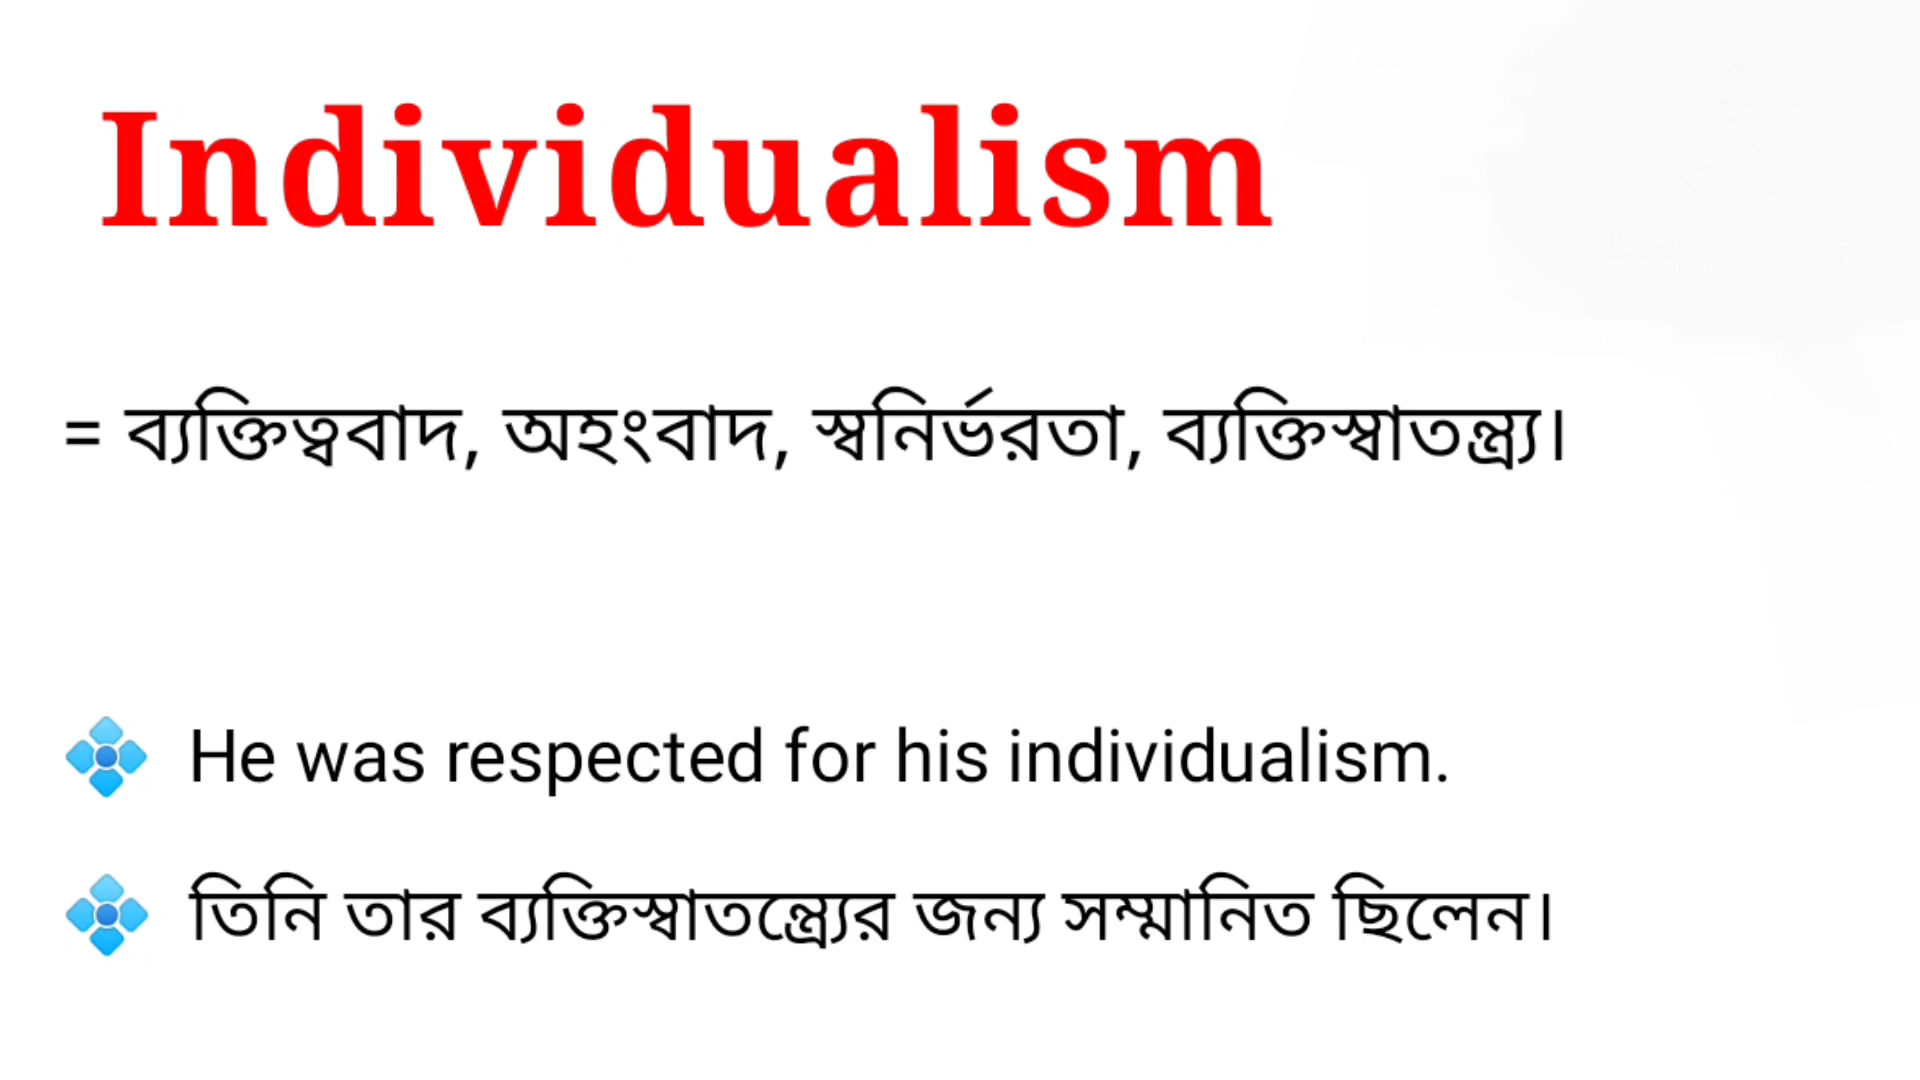 Individualism
= ব্যক্তিত্ববাদ, অহংবাদ, স্বনির্ভরতা, ব্যক্তিস্বাতন্ত্র্য।
He was respected for his individualism.
তিনি তার ব্যক্তিস্বাতন্ত্র্যের জন্য সম্মানিত ছিলেন।